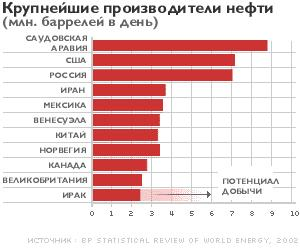 Крупнейшие производители нефти
(млн. баррелей в день)
САУДОВСКАЯ
АРАВИЯ
США
РОССИЯ
ИРАН
МЕКСИКА
ВЕНЕСУЭЛА
КИТАЙ
НОРВЕГИЯ
КАНАДА
ВЕЛИКОБРИТАНИЯ
ИРАК
ПОТЕНЦИАЛ
ДОБЫЧИ
0 1 2 3 4 5 6 7 8 9 10
ИСТОЧНИК: BP STATISTICAL REVIEW OF WORLD ENERGY,